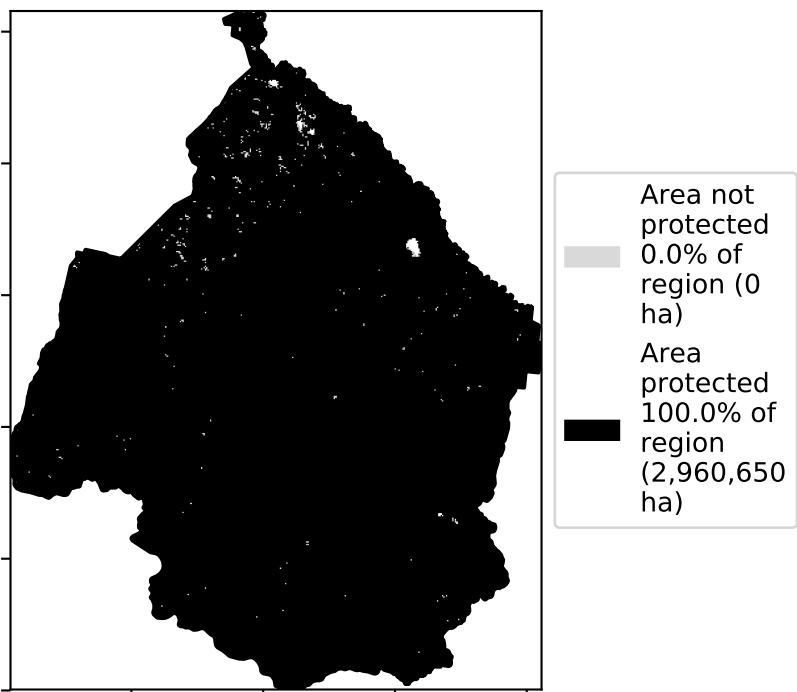 Area not
protected
0.0% of
region (0
ha)
Area
protected
100.0% of
region
(2,960,650
ha)